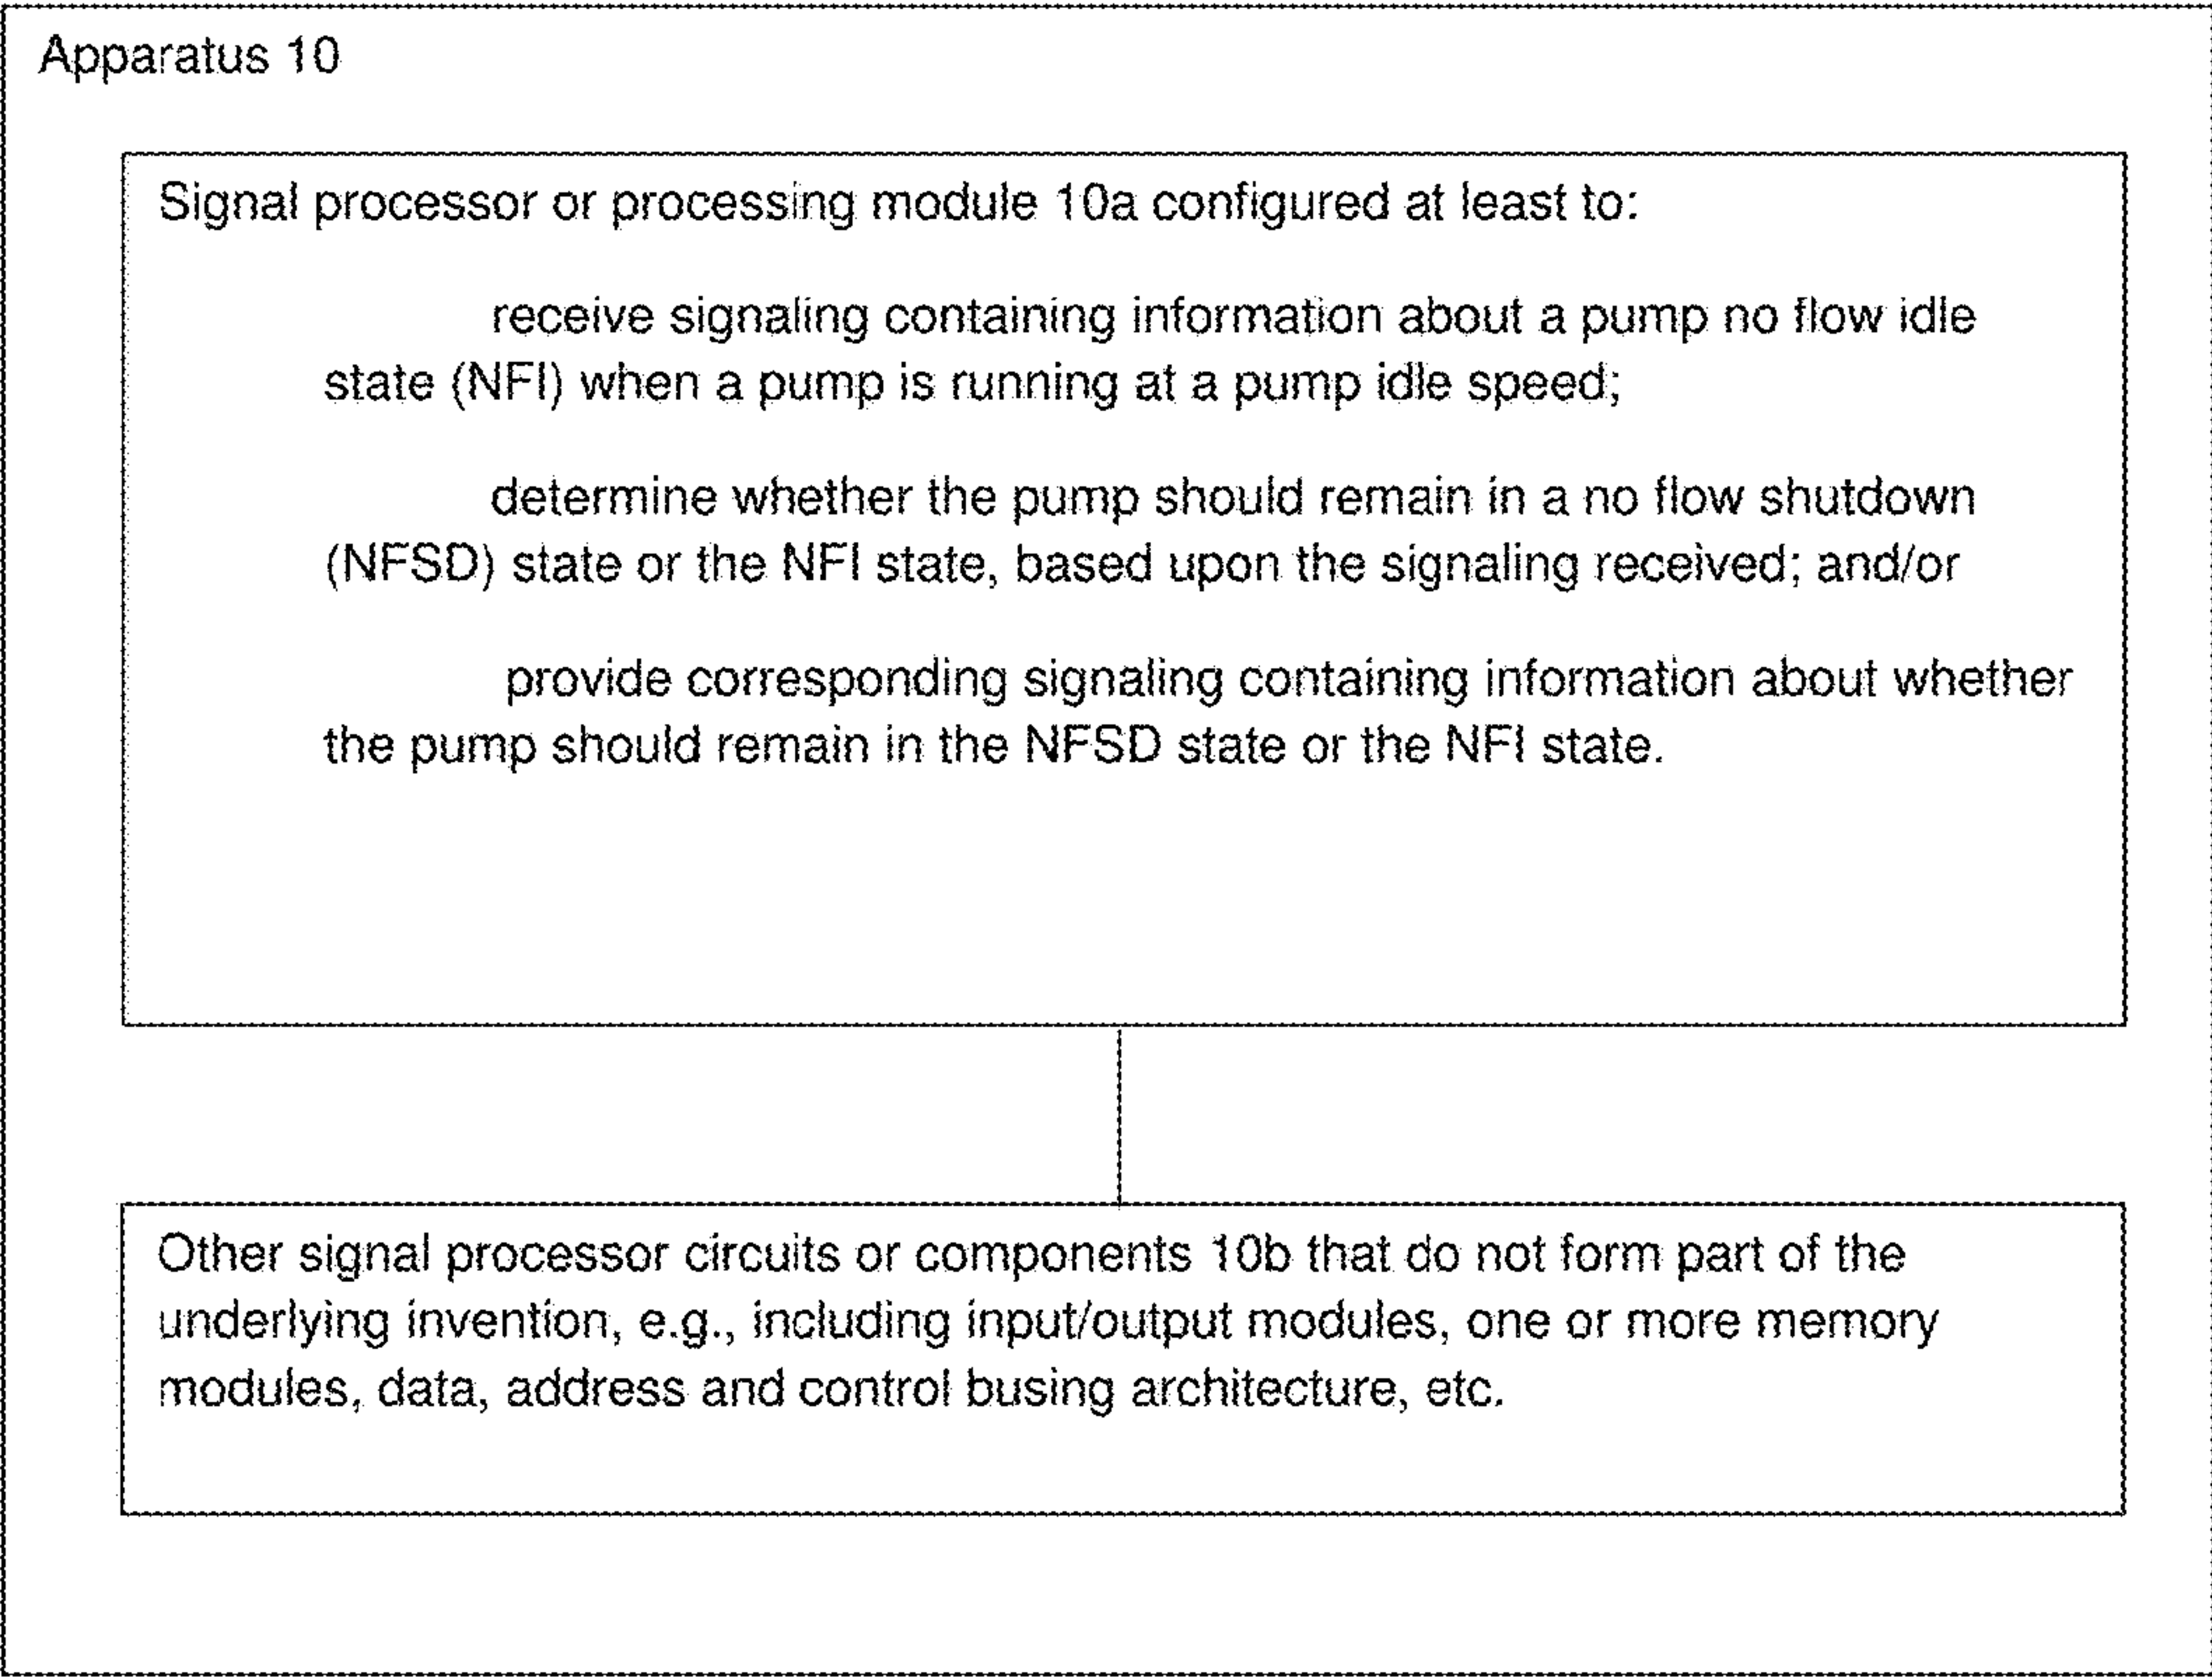 Apparatus 10
Signal processor or processing module 10a configured at least to:
receive signaling containing information about a pump no flow idle
state (NFI) when a pump is running at a pump idle speed;
determine whether the pump should remain in a no flow shutdown
(NFSD) state or the NFI state, based upon the signaling received; and/or
provide corresponding signaling containing information about whether
the pump should remain in the NFSD state or the NFI state.
Other signal processor circuits or components 10b that do not form part of the
underlying invention, e.g., including input/output modules, one or more memory
modules, data, address and control busing architecture, etc.